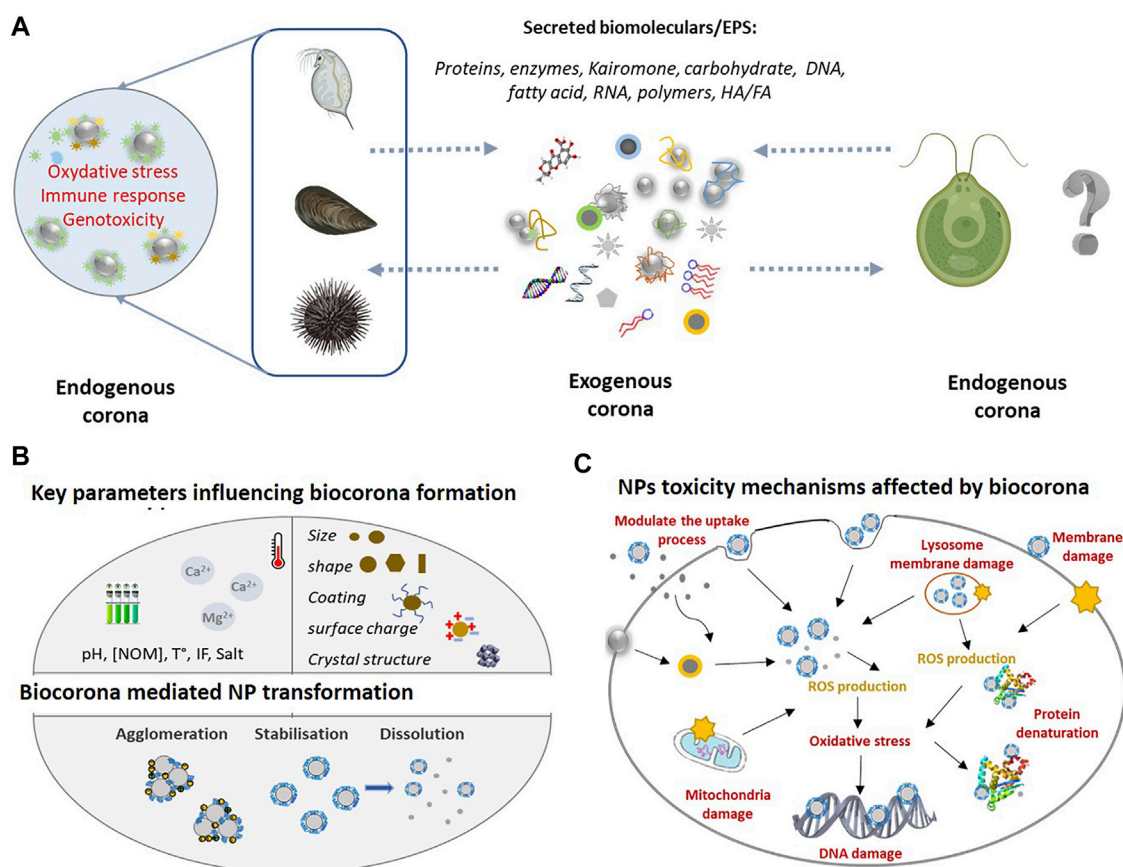 A
Secreted biomoleculars/EPS:
Proteins, enzymes, Kairomone, carbohydrate, DNA,
fatty acid, RNA, polymers, HA/FA
Oxydative stress
Immune response
Genotoxicity
Endogenous
corona
Exogenous
corona
Endogenous
corona
B
Key parameters influencing biocorona formation
Ca2+
Ca2+
Mg2+
pH, [NOM], T°, IF, Salt
Size
shape
Coating
surface charge
Crystal structure
Biocorona mediated NP transformation
Agglomeration
Stabilisation
Dissolution
C
NPs toxicity mechanisms affected by biocorona
Modulate the uptake
process
Lysosome
membrane damage
Membrane
damage
ROS production
ROS production
Oxidative stress
Protein
denaturation
Mitochondria
damage
DNA damage